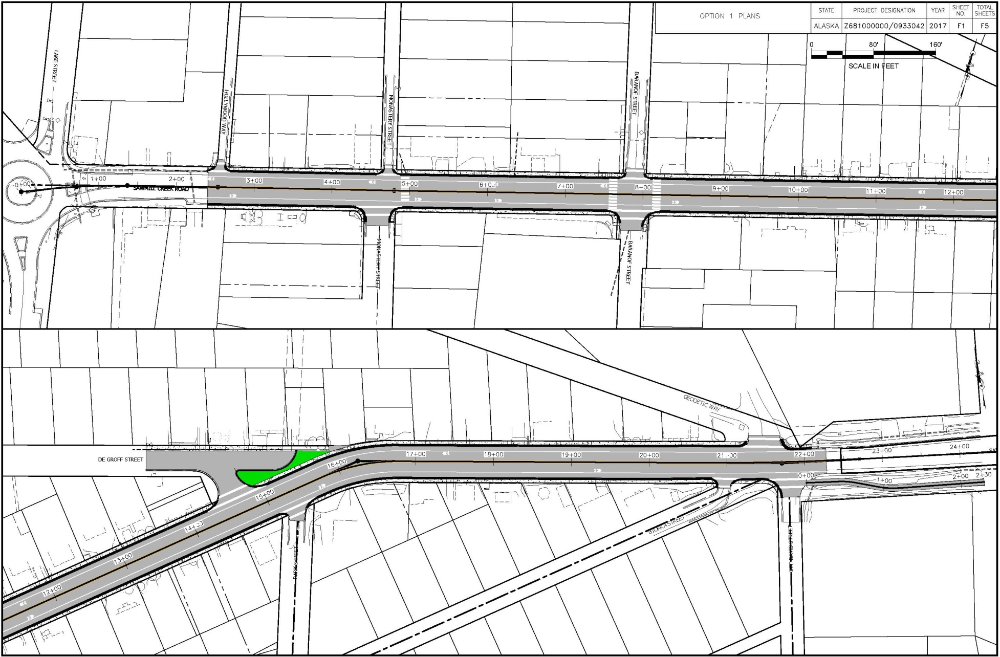 OPTION 1 PLANS
STATE
PROJECT DESIGNATION
YEAR
SHEET NO.
TOTAL SHEETS
ALASKA
Z681000000/0933042
2017
F1
F5
0
80'
160'
SCALE IN FEET
LAKE STREET
HOLLYWOOD WAY
MONASTERY STREET
BARANOF STREET
0+00
1+00
2+00
3+00
4+00
5+00
7+00
8+00
9+00
10+00
11+00
12+00
SAWMILL CREEK ROAD
MONASTERY STREET
BARANOF STREET
GEODETIC WAY
DE GROFF STREET
12+00
13+00
15+00
16+00
17+00
18+00
19+00
20+00
22+00
23+00
24+00
SA
0+00
1+00
2+00
2+30
PARK STREET
BIORKA STREET